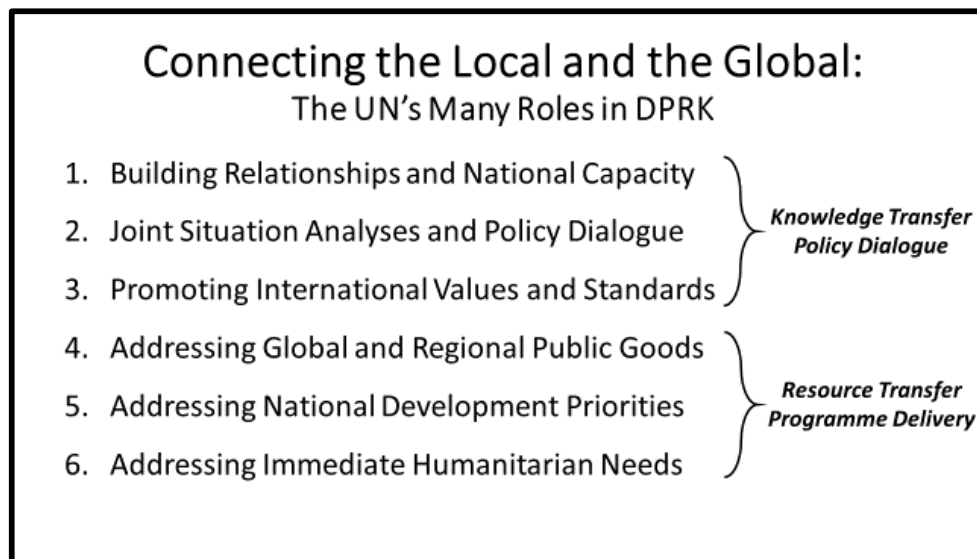 Connecting the Local and the Global:
The UN's Many Roles in DPRK
1. Building Relationships and National Capacity
2. Joint Situation Analyses and Policy Dialogue
3. Promoting International Values and Standards
Knowledge Transfer
Policy Dialogue
4. Addressing Global and Regional Public Goods
5. Addressing National Development Priorities
6. Addressing Immediate Humanitarian Needs
Resource Transfer
Programme Delivery